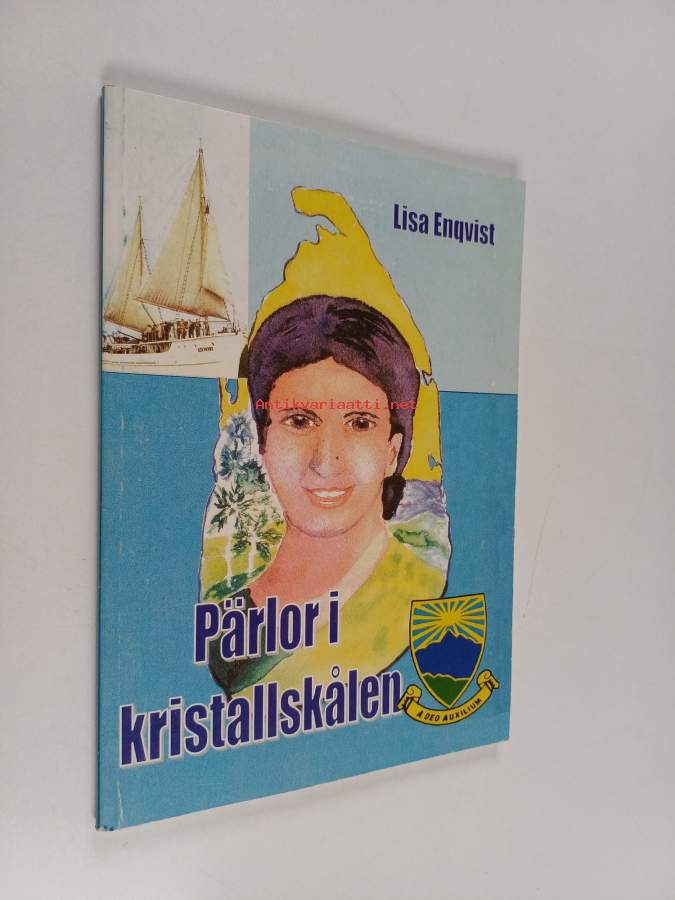 Lisa Enqvist
Antikvariaatti.net
Pärlor i
kristallskålen
A DEO AUXILIUM